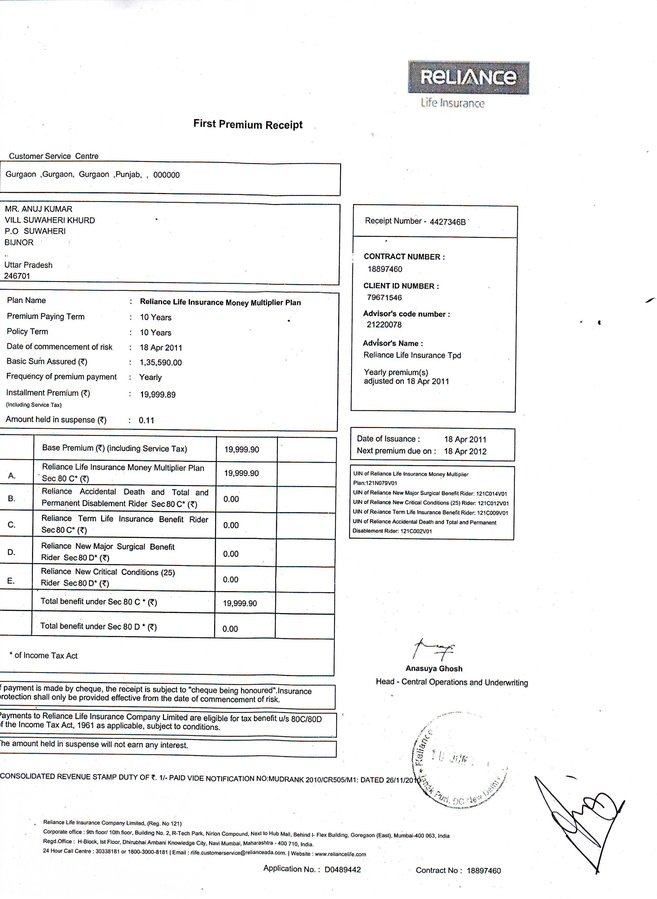 RELIANCE
Life Insurance
First Premium Receipt
Customer Service Centre
Gurgaon ,Gurgaon, Gurgaon ,Punjab, , 000000
MR. ANUJ KUMAR
VILL SUWAHERI KHURD
P.O SUWAHERI
BIJNOR
Uttar Pradesh
246701
Receipt Number - 4427346B
CONTRACT NUMBER :
18897460
CLIENT ID NUMBER :
79671546
Advisor's code number :
21220078
Advisor's Name :
Reliance Life Insurance Tpd
Yearly premium(s)
adjusted on 18 Apr 2011
Plan Name : Reliance Life Insurance Money Multiplier Plan
Premium Paying Term : 10 Years
Policy Term : 10 Years
Date of commencement of risk : 18 Apr 2011
Basic Sum Assured (₹) : 1,35,590.00
Frequency of premium payment : Yearly
Installment Premium (₹) : 19,999.89
(Including Service Tax)
Amount held in suspense (₹) : 0.11
Date of Issuance : 18 Apr 2011
Next premium due on : 18 Apr 2012
Base Premium (₹) (including Service Tax) 19,999.90
A. Reliance Life Insurance Money Multiplier Plan 19,999.90
Sec 80 C* (₹)
B. Reliance Accidental Death and Total and 0.00
Permanent Disablement Rider Sec 80 C* (₹)
C. Reliance Term Life Insurance Benefit Rider 0.00
Sec 80 C* (₹)
D. Reliance New Major Surgical Benefit 0.00
Rider Sec 80 D* (₹)
E. Reliance New Critical Conditions (25) 0.00
Rider Sec 80 D* (₹)
Total benefit under Sec 80 C * (₹) 19,999.90
Total benefit under Sec 80 D * (₹) 0.00
* of Income Tax Act
UIN of Reliance Life Insurance Money Multiplier
Plan:121N079V01
UIN of Reliance New Major Surgical Benefit Rider: 121C014V01
UIN of Reliance New Critical Conditions (25) Rider: 121C012V01
UIN of Reliance Term Life Insurance Benefit Rider: 121C009V01
UIN of Reliance Accidental Death and Total and Permanent
Disablement Rider: 121C002V01
Anasuya Ghosh
Head - Central Operations and Underwriting
f payment is made by cheque, the receipt is subject to "cheque being honoured".Insurance
protection shall only be provided effective from the date of commencement of risk.
Payments to Reliance Life Insurance Company Limited are eligible for tax benefit u/s 80C/80D
of the Income Tax Act, 1961 as applicable, subject to conditions.
The amount held in suspense will not earn any interest.
CONSOLIDATED REVENUE STAMP DUTY OF ₹. 1/- PAID VIDE NOTIFICATION NO:MUDRANK 2010/CR505/M1: DATED 26/11/2010
Reliance
JUN
Puri, DC New Delhi
Reliance Life Insurance Company Limited, (Reg. No 121)
Corporate office : 9th floor/ 10th floor, Building No. 2, R-Tech Park, Nirlon Compound, Next to Hub Mall, Behind I- Flex Building, Goregson (East), Mumbai-400 063, India
Regd.Office : H-Block, Ist Floor, Dhirubhai Ambani Knowledge City, Navi Mumbai, Maharashtra - 400 710, India.
24 Hour Call Centre : 30338181 or 1800-3000-8181 | Email : rlife.customerservice@relianceada.com. | Website : www.reliancelife.com
Application No. : D0489442 Contract No : 18897460